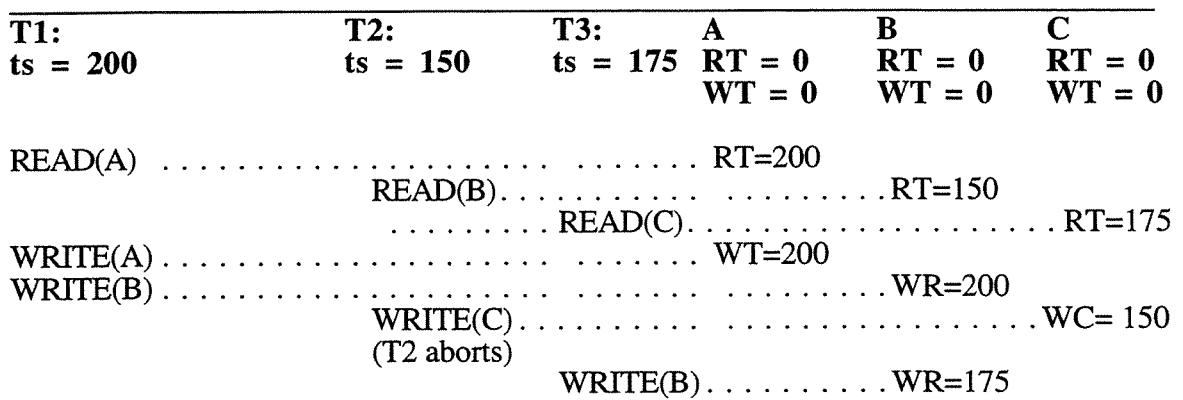 T1: T2: T3: A B C
ts = 200 ts = 150 ts = 175 RT = 0 RT = 0 RT = 0
WT = 0 WT = 0 WT = 0
READ(A) . . . . . . . . . . . . . . . . . . . . . . . . . . . . RT=200
READ(B). . . . . . . . . . . . . . . . . . . . RT=150
. . . . . . . . . READ(C). . . . . . . . . . . . . . . . . . . . RT=175
WRITE(A) . . . . . . . . . . . . . . . . . . . . . . . . . . . . WT=200
WRITE(B) . . . . . . . . . . . . . . . . . . . . . . . . . . . . . . . . . . . . . WR=200
WRITE(C) . . . . . . . . . . . . . . . . . . . . . . . . . . . . WC= 150
(T2 aborts)
WRITE(B) . . . . . . . . . . WR=175